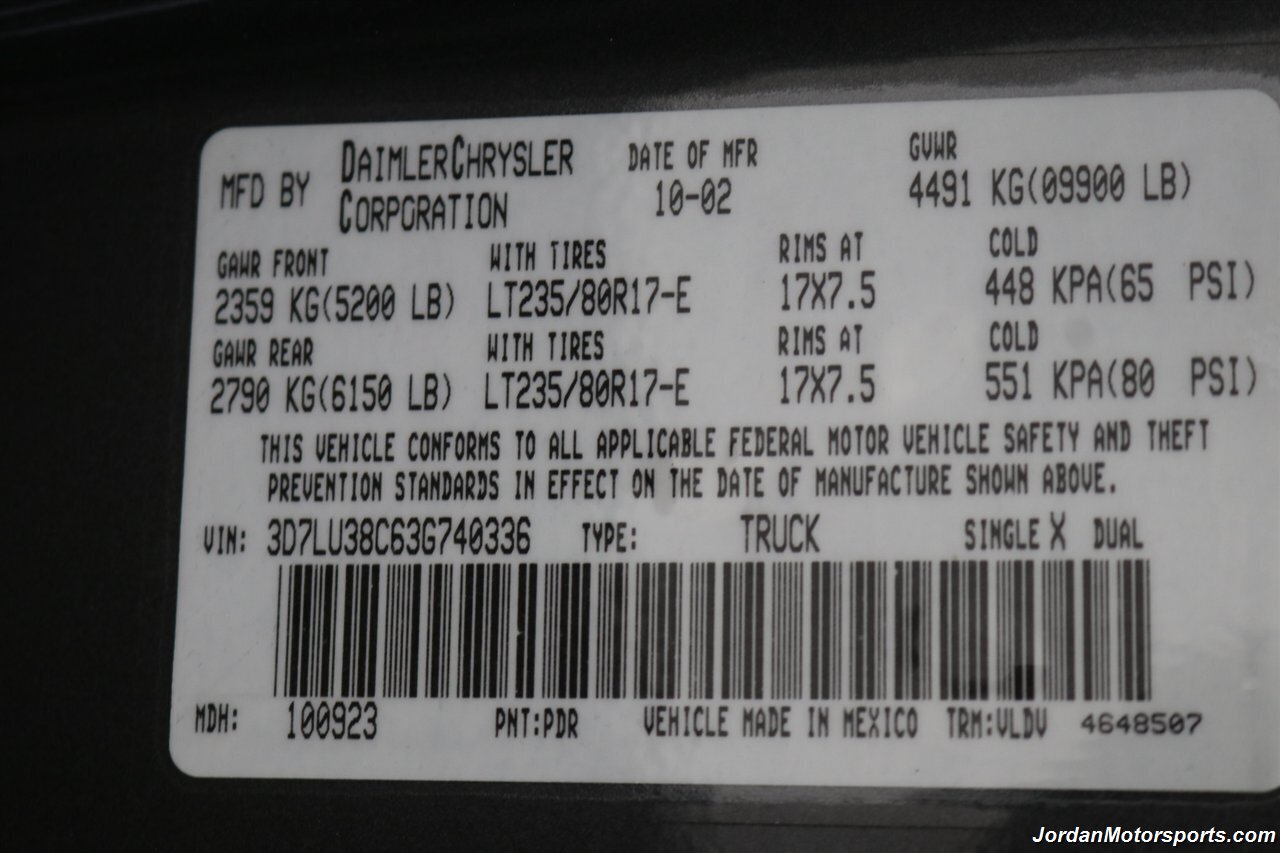 MFD BY DAIMLERCHRYSLER CORPORATION DATE OF MFR 10-02 GVWR 4491 KG(09900 LB)
GAWR FRONT WITH TIRES RIMS AT COLD
2359 KG(5200 LB) LT235/80R17-E 17X7.5 448 KPA(65 PSI)
GAWR REAR WITH TIRES RIMS AT COLD
2790 KG(6150 LB) LT235/80R17-E 17X7.5 551 KPA(80 PSI)
THIS VEHICLE CONFORMS TO ALL APPLICABLE FEDERAL MOTOR VEHICLE SAFETY AND THEFT
PREVENTION STANDARDS IN EFFECT ON THE DATE OF MANUFACTURE SHOWN ABOVE.
VIN: 3D7LU38C63G740336 TYPE: TRUCK SINGLE X DUAL
MDH: 100923 PNT:PDR VEHICLE MADE IN MEXICO TRM:VLDV 4648507
JordanMotorsports.com